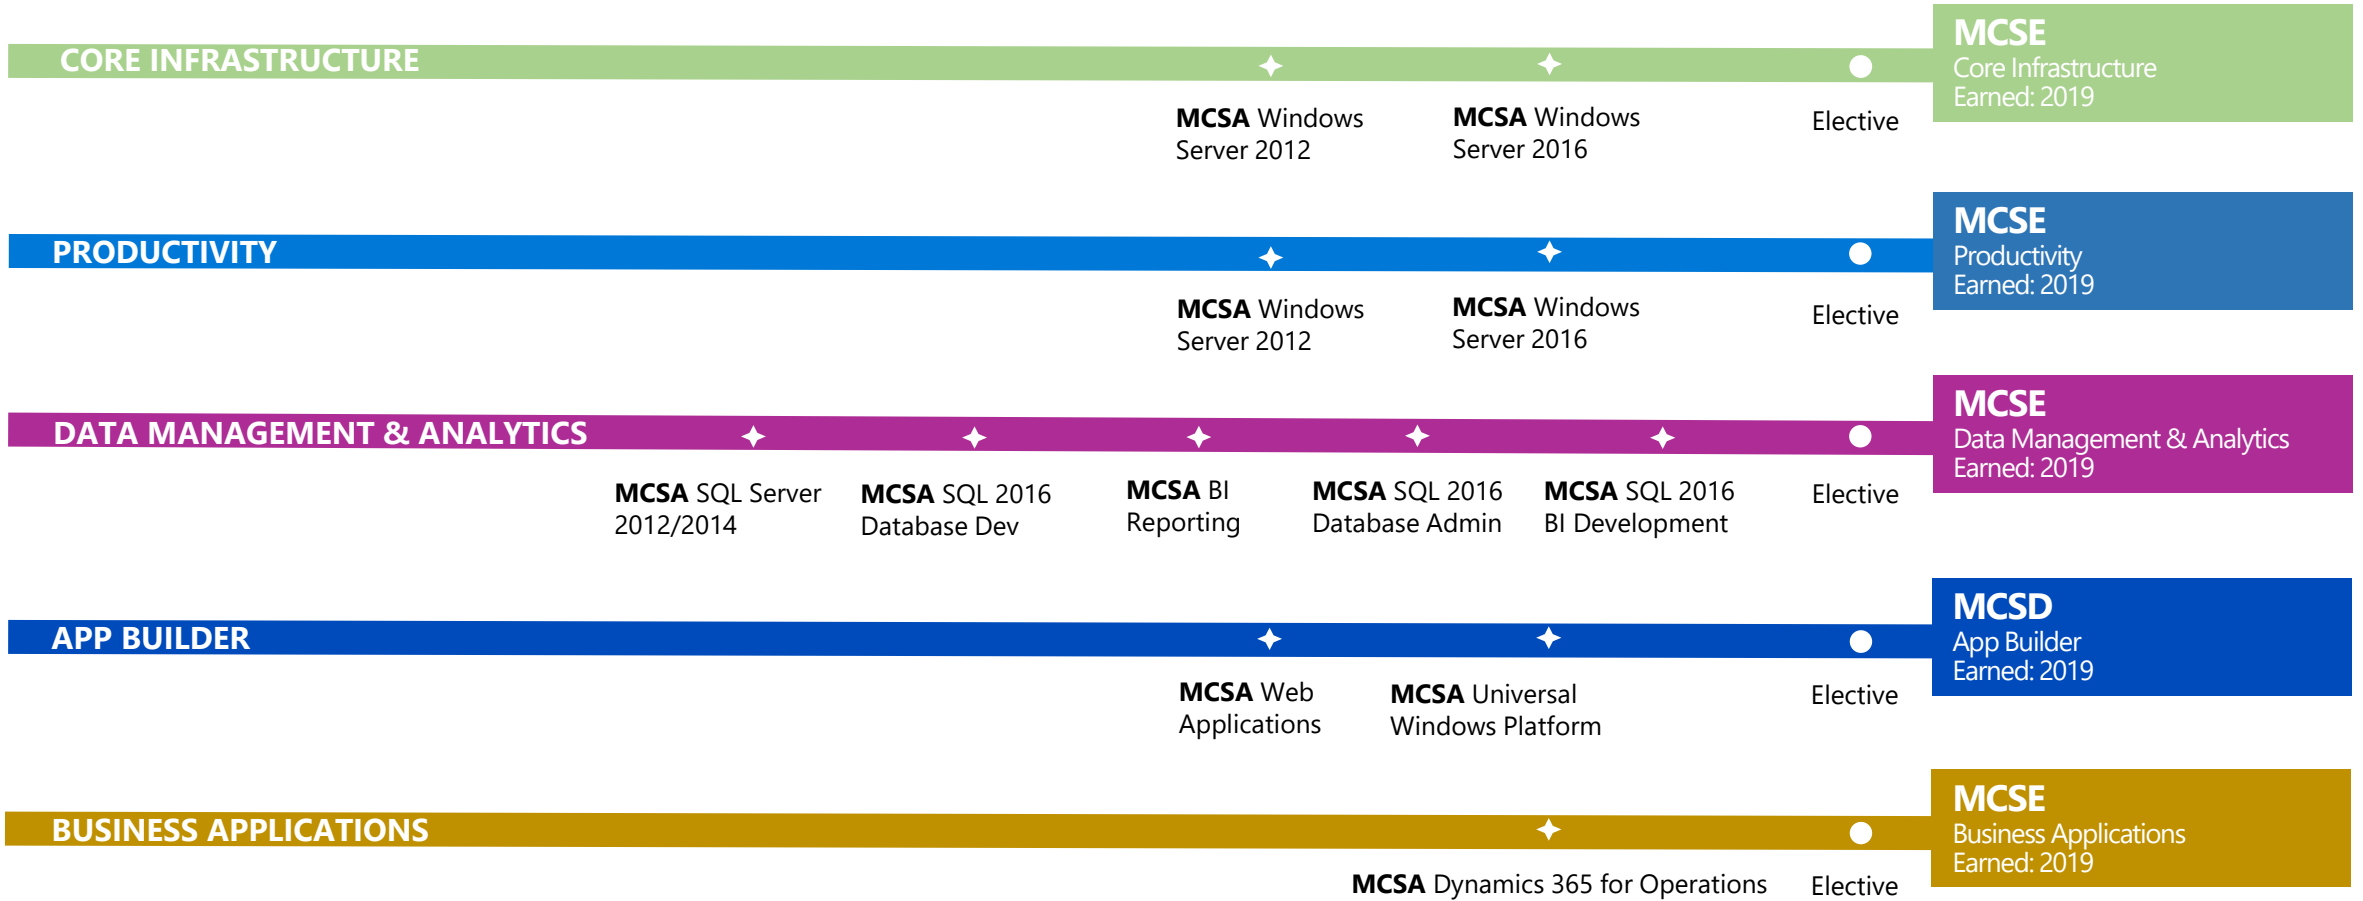 CORE INFRASTRUCTURE
MCSE
Core Infrastructure
Earned: 2019
MCSA Windows
Server 2012
MCSA Windows
Server 2016
Elective
PRODUCTIVITY
MCSE
Productivity
Earned: 2019
MCSA Windows
Server 2012
MCSA Windows
Server 2016
Elective
DATA MANAGEMENT & ANALYTICS
MCSE
Data Management & Analytics
Earned: 2019
MCSA SQL Server
2012/2014
MCSA SQL 2016
Database Dev
MCSA BI
Reporting
MCSA SQL 2016
Database Admin
MCSA SQL 2016
BI Development
Elective
APP BUILDER
MCSD
App Builder
Earned: 2019
MCSA Web
Applications
MCSA Universal
Windows Platform
Elective
BUSINESS APPLICATIONS
MCSE
Business Applications
Earned: 2019
MCSA Dynamics 365 for Operations
Elective